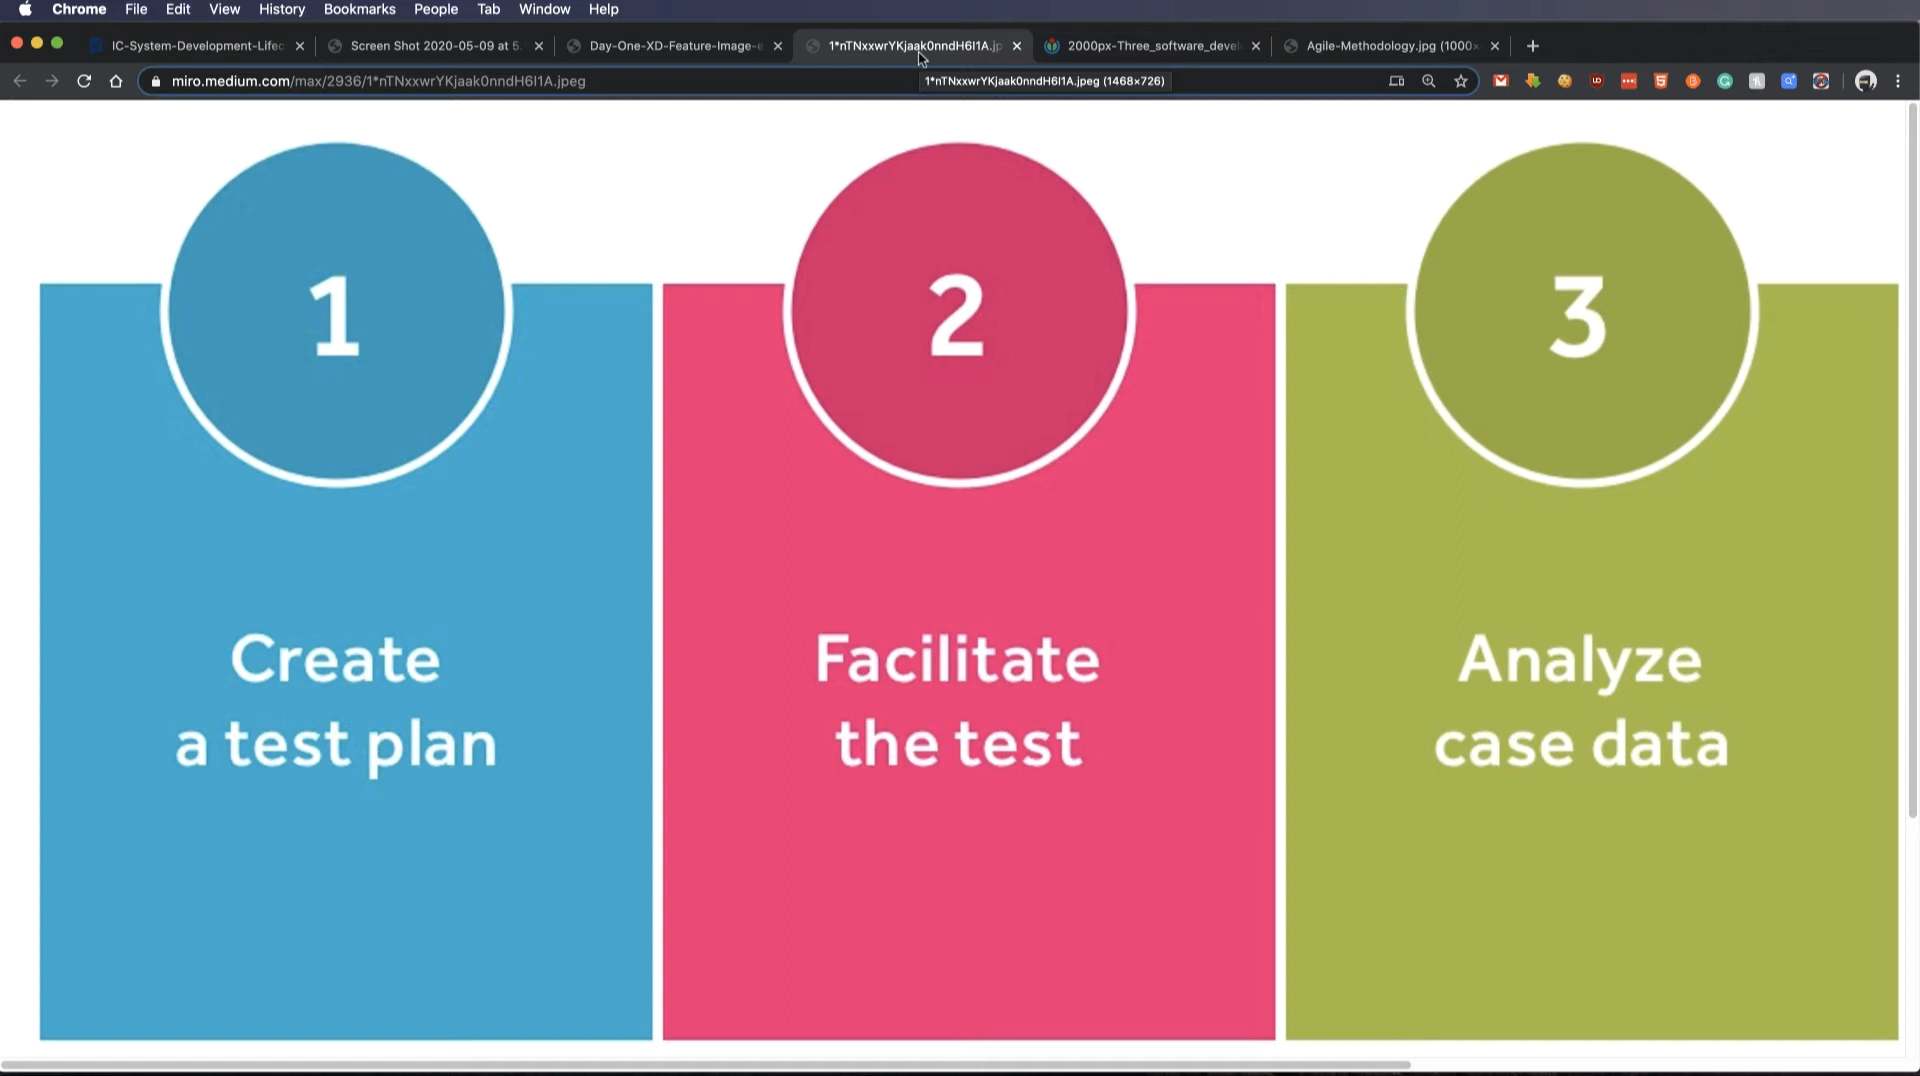 Chrome File Edit View History Bookmarks People Tab Window Help
IC-System-Development-Lifec Screen Shot 2020-05-09 at 5. Day-One-XD-Feature-Image-e 1*nTNxxwrYKjaak0nndH6I1A.jp 2000px-Three_software_devel Agile-Methodology.jpg (1000×
miro.medium.com/max/2936/1*nTNxxwrYKjaak0nndH6I1A.jpeg
1*nTNxxwrYKjaak0nndH6I1A.jpeg (1468×726)
1
Create
a test plan
2
Facilitate
the test
3
Analyze
case data